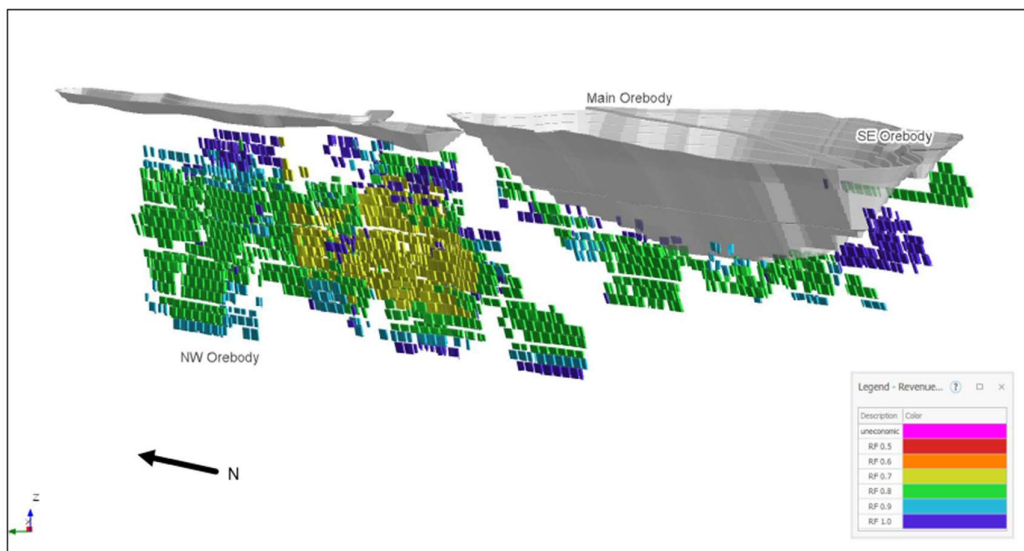 Main Orebody
SE Orebody
NW Orebody
N
Z
Legend - Revenue... ?
Description Color
uneconomic
RF 0.5
RF 0.6
RF 0.7
RF 0.8
RF 0.9
RF 1.0